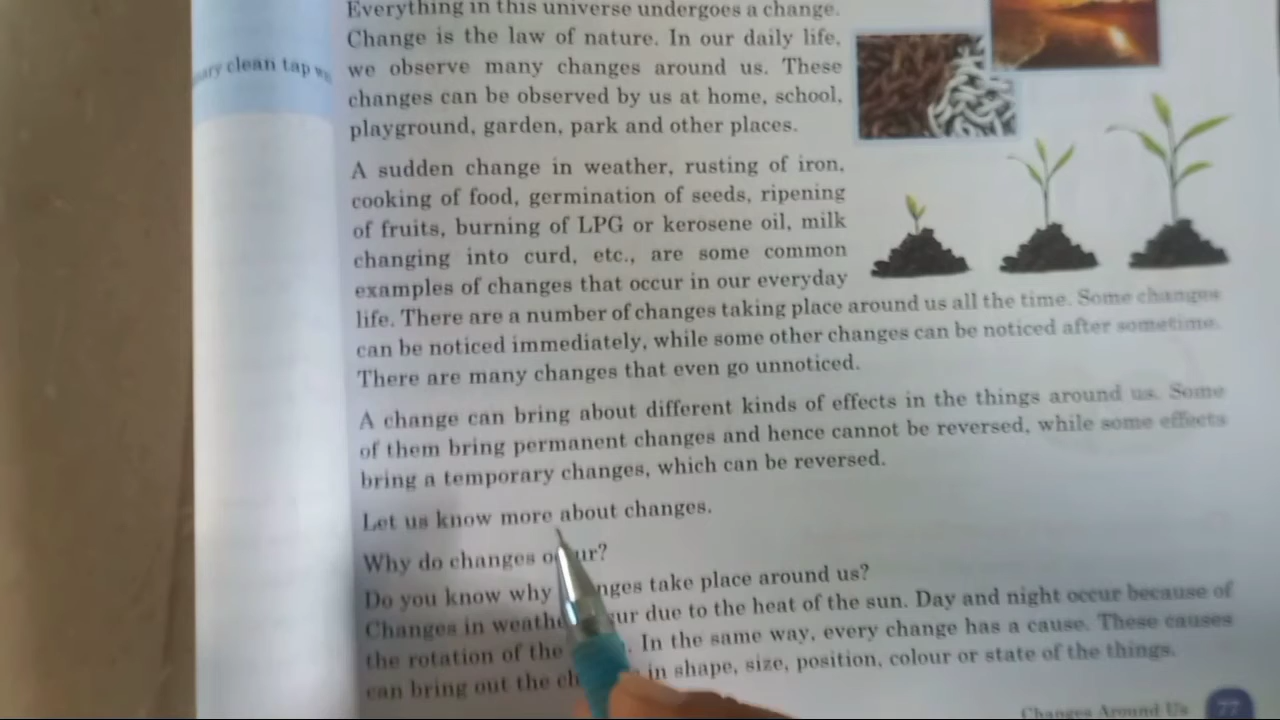 ary clean tap
Everything in this universe undergoes a change.
Change is the law of nature. In our daily life,
we observe many changes around us. These
changes can be observed by us at home, school,
playground, garden, park and other places.
A sudden change in weather, rusting of iron,
cooking of food, germination of seeds, ripening
of fruits, burning of LPG or kerosene oil, milk
changing into curd, etc., are some common
examples of changes that occur in our everyday
life. There are a number of changes taking place around us all the time. Some changes
can be noticed immediately, while some other changes can be noticed after sometime.
There are many changes that even go unnoticed.
A change can bring about different kinds of effects in the things around us. Some
of them bring permanent changes and hence cannot be reversed, while some effects
bring a temporary changes, which can be reversed.
Let us know more about changes.
Why do changes o ur?
Do you know why nges take place around us?
Changes in weathe ur due to the heat of the sun. Day and night occur because of
the rotation of the . In the same way, every change has a cause. These causes
can bring out the ch in shape, size, position, colour or state of the things.
Changes Around Us 77